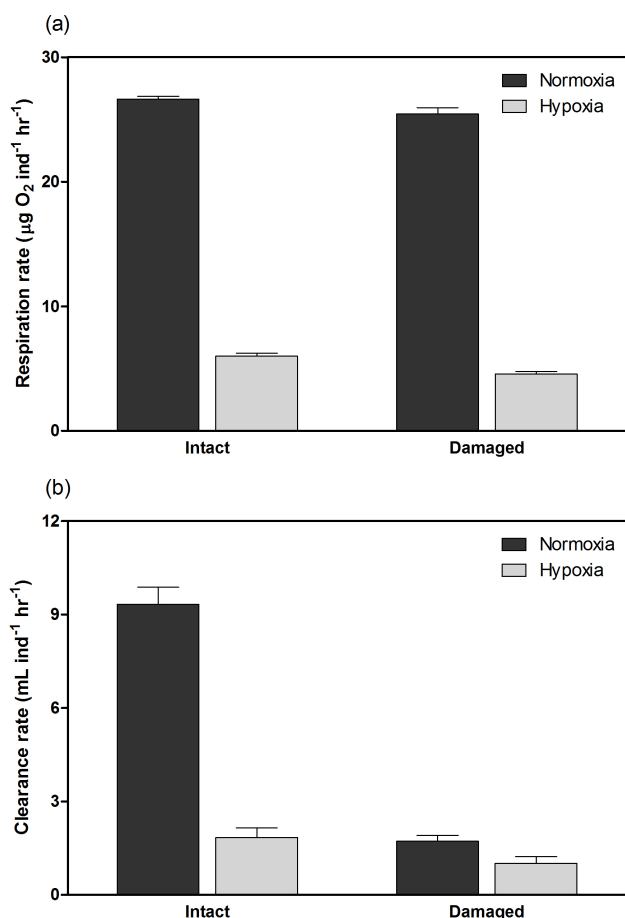 (a)
Respiration rate (µg O₂ ind⁻¹ hr⁻¹)
30
20
10
0
Normoxia
Hypoxia
Intact
Damaged
(b)
Clearance rate (mL ind⁻¹ hr⁻¹)
12
9
6
3
0
Normoxia
Hypoxia
Intact
Damaged